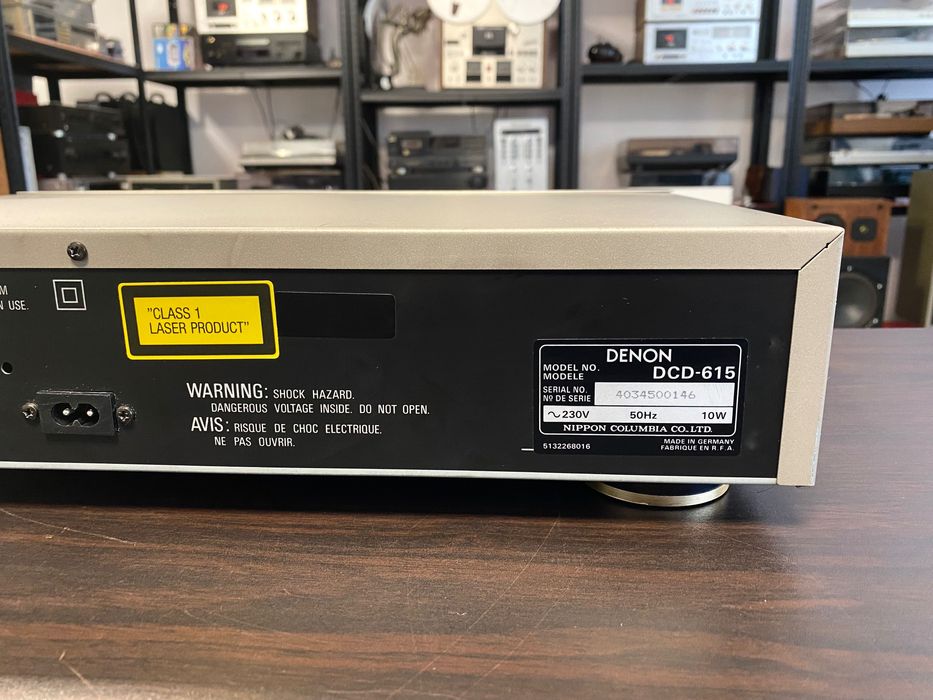 M
N USE.
"CLASS 1
LASER PRODUCT"
WARNING: SHOCK HAZARD.
DANGEROUS VOLTAGE INSIDE. DO NOT OPEN.
AVIS: RISQUE DE CHOC ELECTRIQUE.
NE PAS OUVRIR.
DENON
MODEL NO.
MODELE
DCD-615
SERIAL NO.
Nº DE SERIE
4034500146
~230V 50Hz 10W
NIPPON COLUMBIA CO. LTD.
5132268016
MADE IN GERMANY
FABRIQUE EN R.F.A.